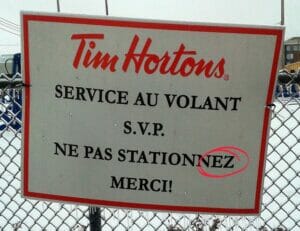 Tim Hortons
SERVICE AU VOLANT
S.V.P.
NE PAS STATIONNEZ
MERCI!